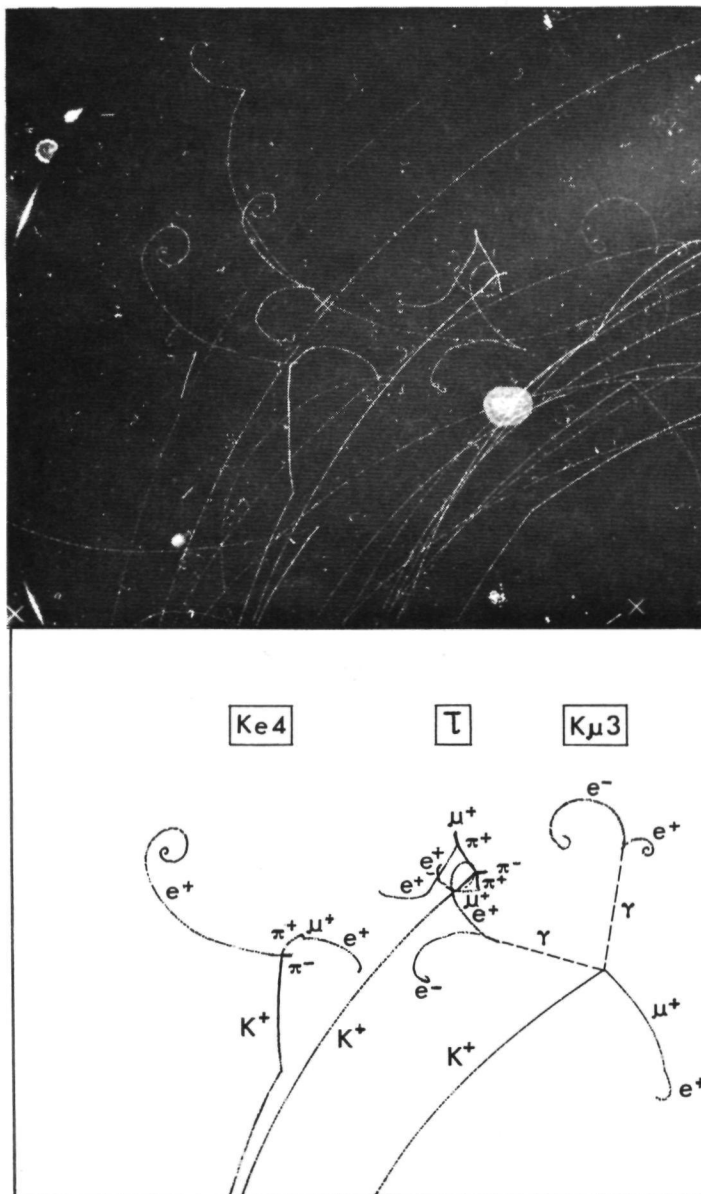 Ke4 τ Kμ3
e⁻
μ⁺ e⁺
π⁺
e⁺ π⁻
e⁺ e⁻ π⁺
μ⁺
π⁺ μ⁺ e⁺ e⁺ γ γ
π⁻
e⁻ μ⁺
K⁺ K⁺ K⁺
e⁺